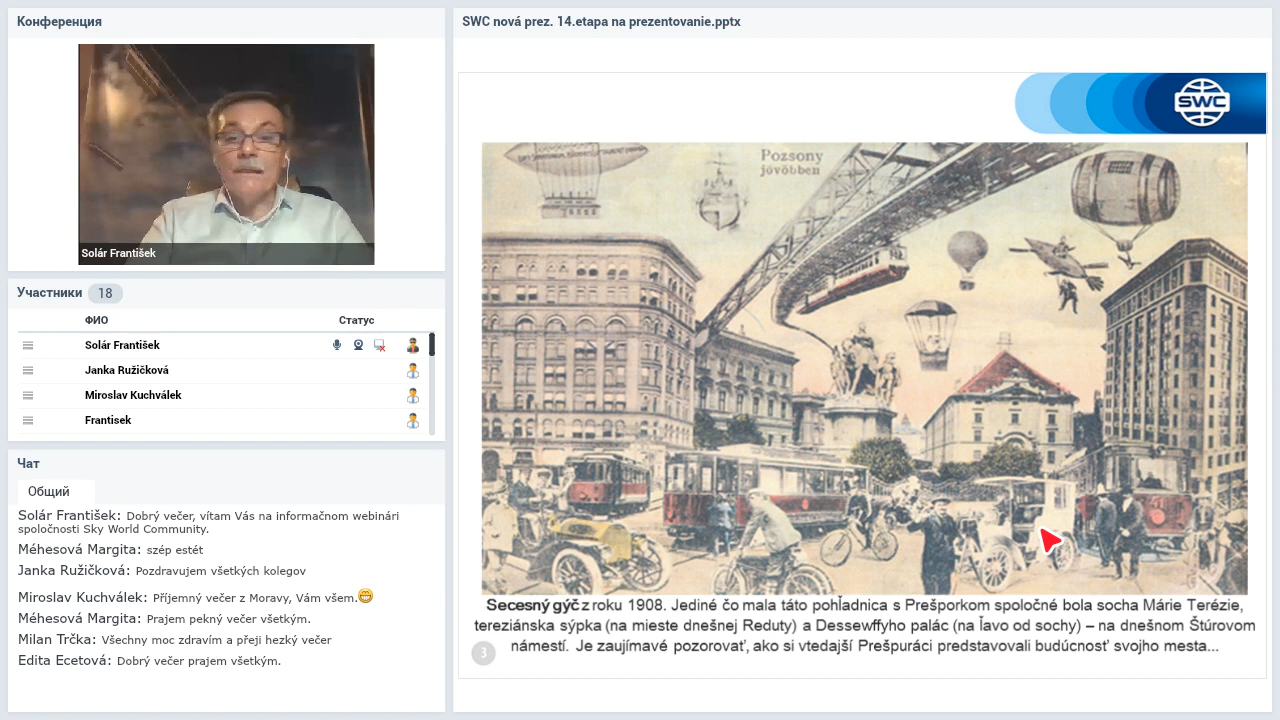 Конференция
Solár František
Участники 18
ФИО Статус
Solár František
Janka Ružičková
Miroslav Kuchválek
Frantisek
Чат
Общий
Solár František: Dobrý večer, vítam Vás na informačnom webinári
spoločnosti Sky World Community.
Méhesová Margita: szép estét
Janka Ružičková: Pozdravujem všetkých kolegov
Miroslav Kuchválek: Příjemný večer z Moravy, Vám všem.
Méhesová Margita: Prajem pekný večer všetkým.
Milan Trčka: Všechny moc zdravím a přeji hezký večer
Edita Ecetová: Dobrý večer prajem všetkým.
SWC nová prez. 14.etapa na prezentovanie.pptx
SWC
Pozsony
jövőbben
Secesný gýč z roku 1908. Jediné čo mala táto pohľadnica s Prešporkom spoločné bola socha Márie Terézie,
tereziánska sýpka (na mieste dnešnej Reduty) a Dessewffyho palác (na ľavo od sochy) – na dnešnom Štúrovom
námestí. Je zaujímavé pozorovať, ako si vtedajší Prešpuráci predstavovali budúcnosť svojho mesta...
3